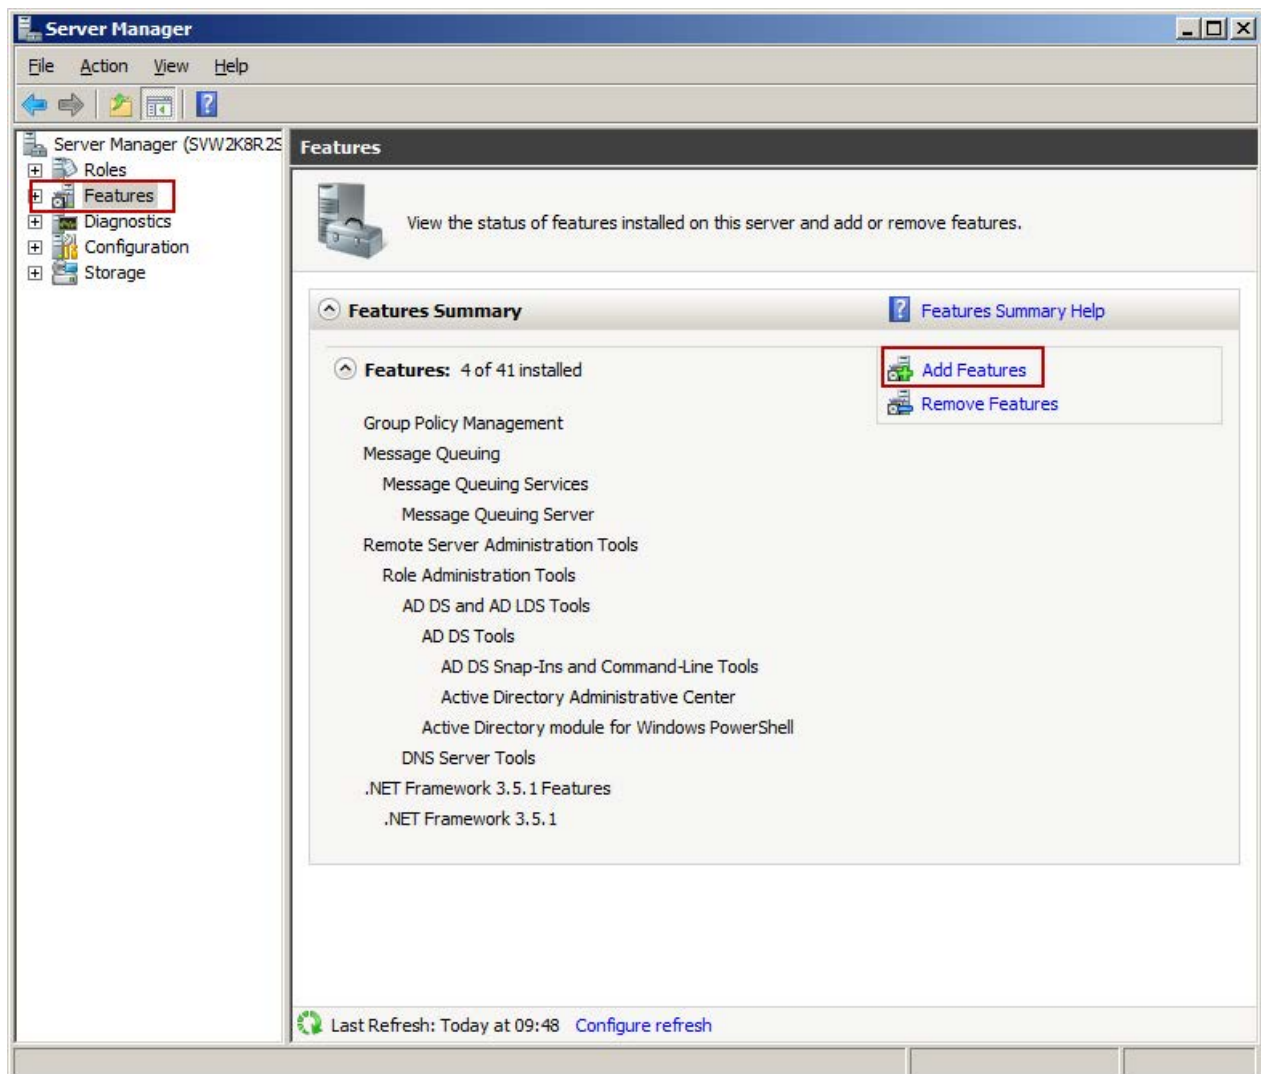 Server Manager
File Action View Help
Server Manager (SVW2K8R2S
Roles
Features
Diagnostics
Configuration
Storage
Features
View the status of features installed on this server and add or remove features.
Features Summary
Features Summary Help
Features: 4 of 41 installed
Add Features
Remove Features
Group Policy Management
Message Queuing
Message Queuing Services
Message Queuing Server
Remote Server Administration Tools
Role Administration Tools
AD DS and AD LDS Tools
AD DS Tools
AD DS Snap-Ins and Command-Line Tools
Active Directory Administrative Center
Active Directory module for Windows PowerShell
DNS Server Tools
.NET Framework 3.5.1 Features
.NET Framework 3.5.1
Last Refresh: Today at 09:48 Configure refresh